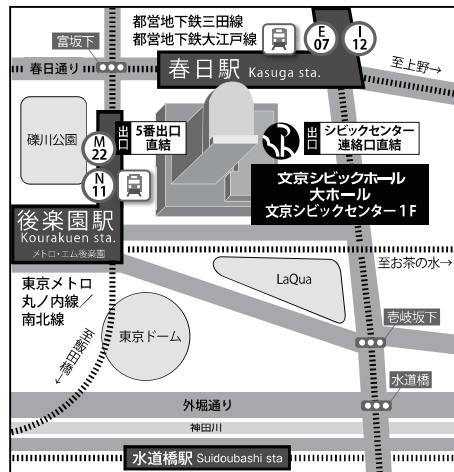 都営地下鉄三田線
都営地下鉄大江戸線
E
07
I
12
富坂下
春日通り
春日駅 Kasuga sta.
至上野→
礫川公園
M
22
出口
5番出口
直結
出口
シビックセンター
連絡口直結
N
11
文京シビックホール
大ホール
文京シビックセンター1F
後楽園駅
Kourakuen sta.
メトロ・エム後楽園
至お茶の水→
東京メトロ
丸ノ内線／
南北線
LaQua
至飯田橋→
東京ドーム
壱岐坂下
水道橋
外堀通り
神田川
水道橋駅 Suidoubashi sta